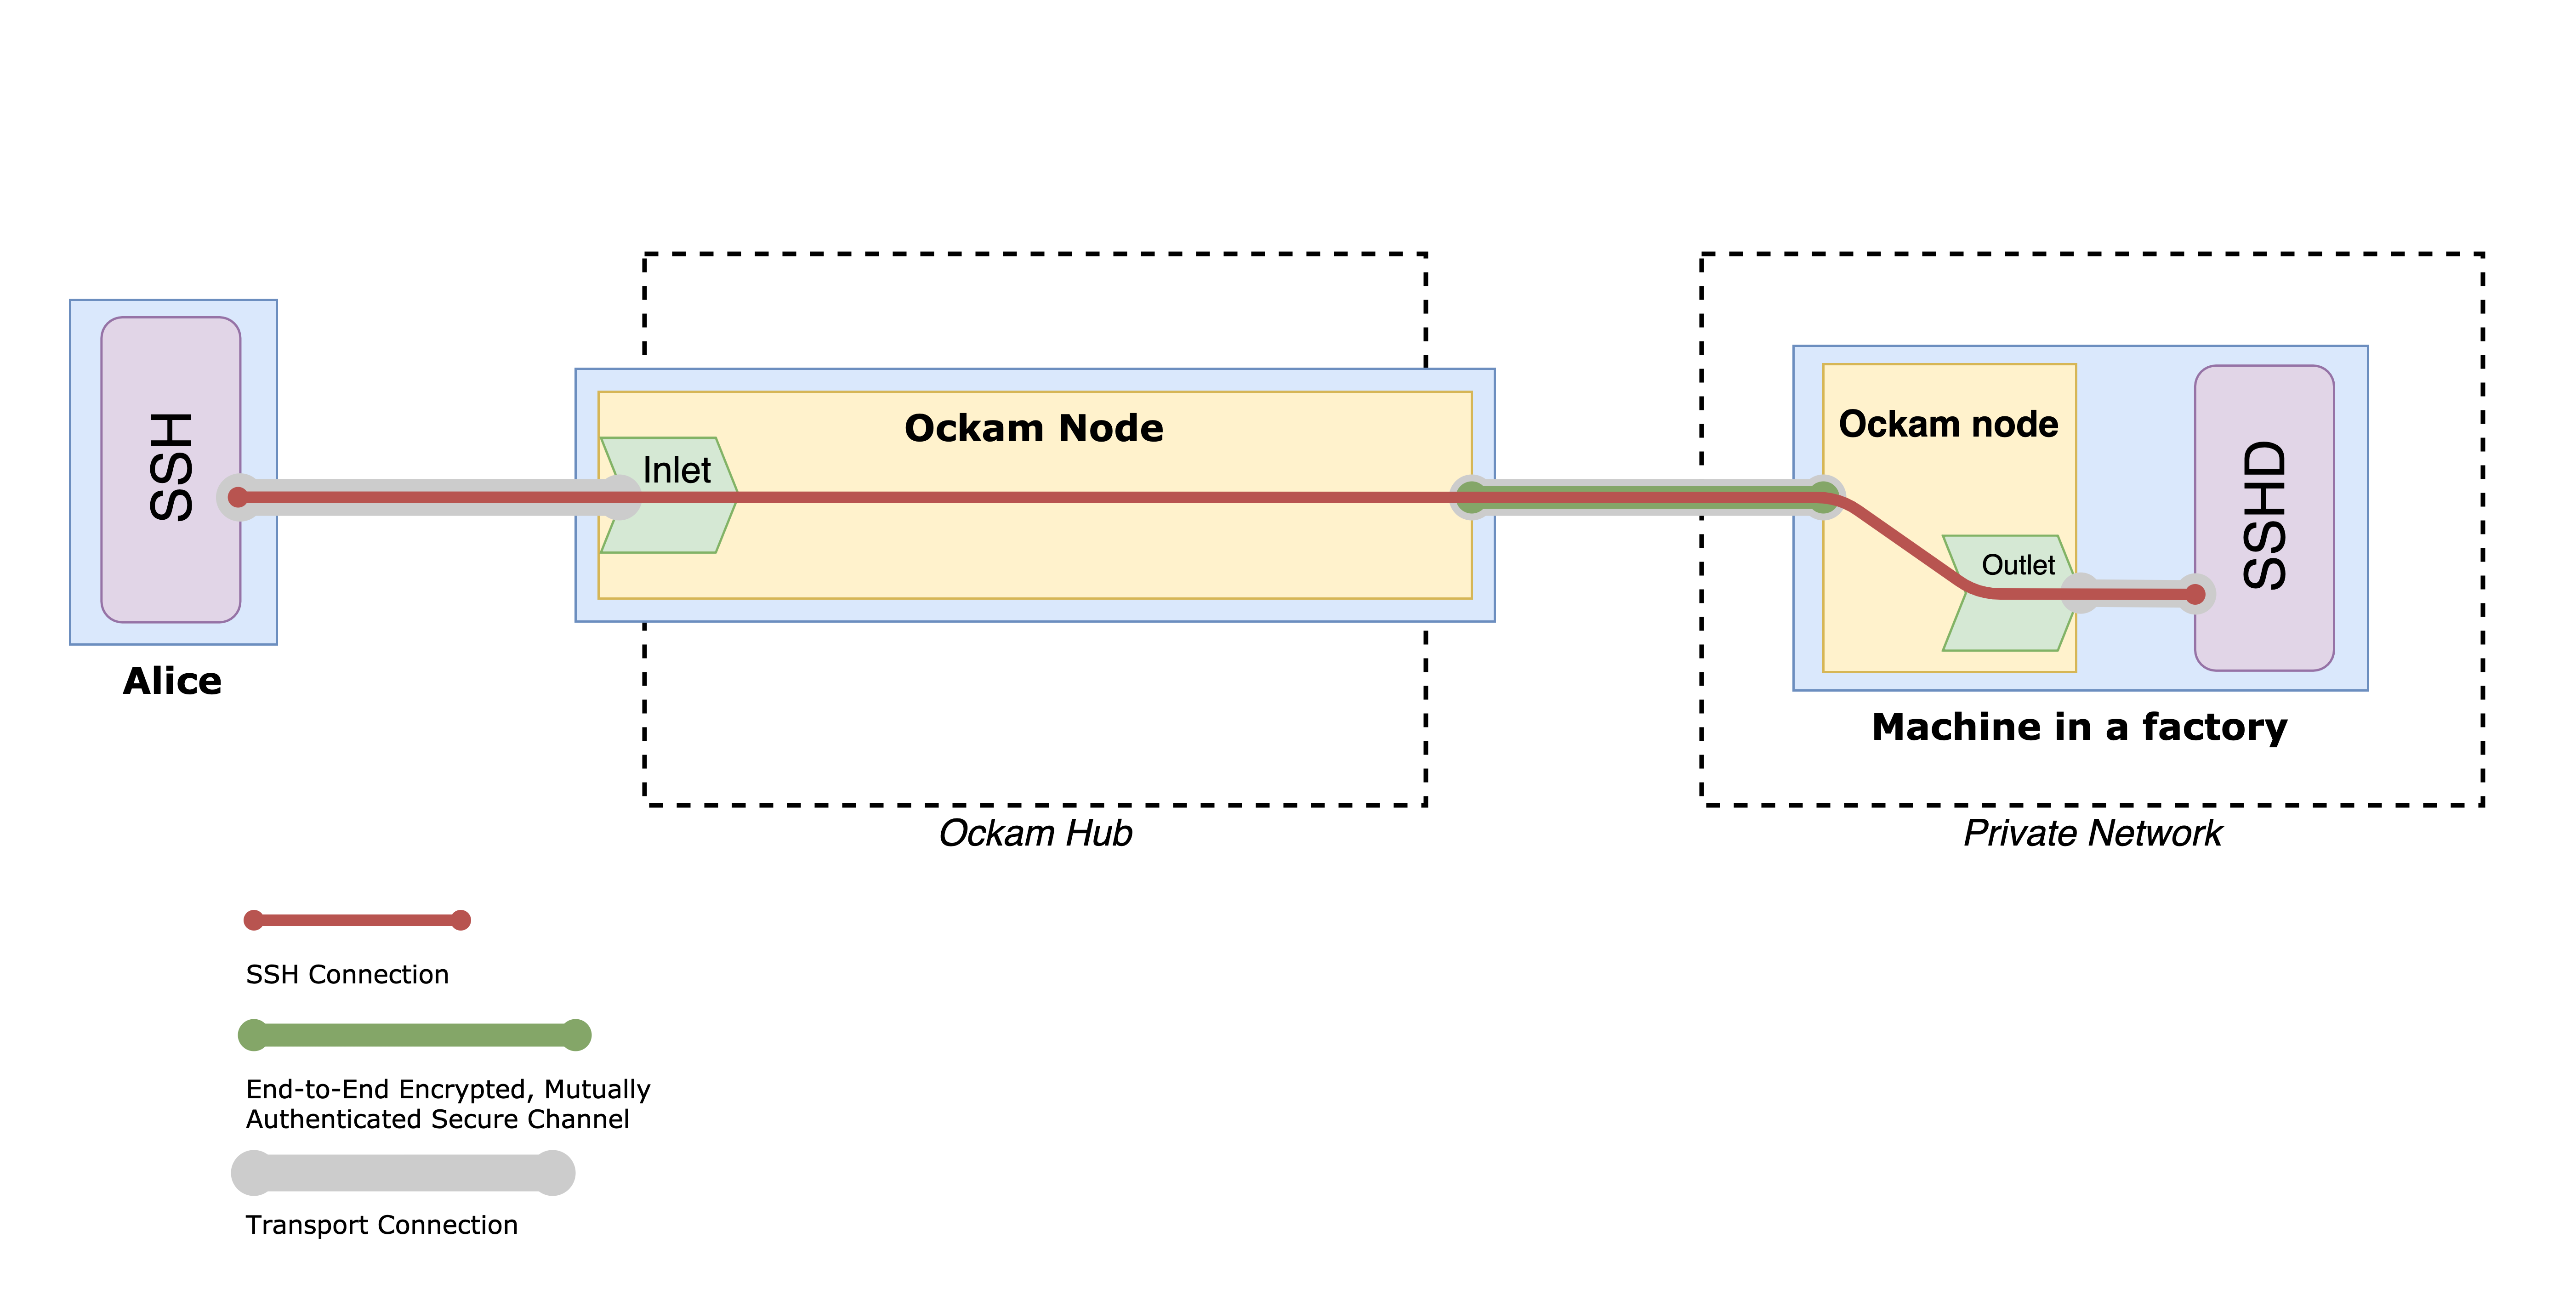 SSH
Alice
Ockam Node
Inlet
Ockam Hub
Ockam node
Outlet
SSHD
Machine in a factory
Private Network
SSH Connection
End-to-End Encrypted, Mutually
Authenticated Secure Channel
Transport Connection